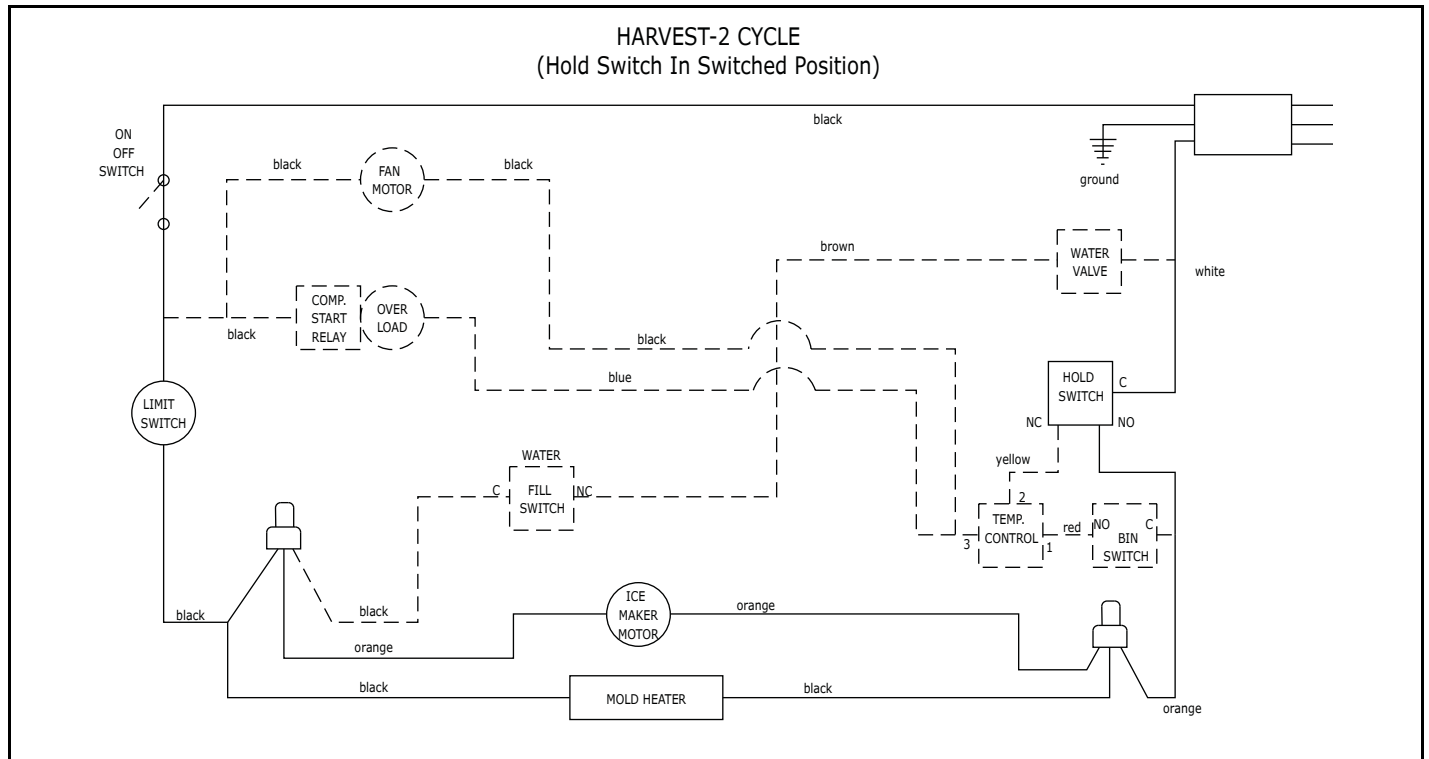 HARVEST-2 CYCLE
(Hold Switch In Switched Position)
black
ON
OFF
SWITCH
ground
black
FAN
MOTOR
black
brown
WATER
VALVE
white
COMP.
START
RELAY
OVER
LOAD
black
black
blue
HOLD
SWITCH
C
NC
NO
LIMIT
SWITCH
yellow
WATER
C
FILL
SWITCH
NC
2
TEMP.
CONTROL
3
1
red
NO
C
BIN
SWITCH
black
black
orange
ICE
MAKER
MOTOR
orange
black
MOLD HEATER
black
orange